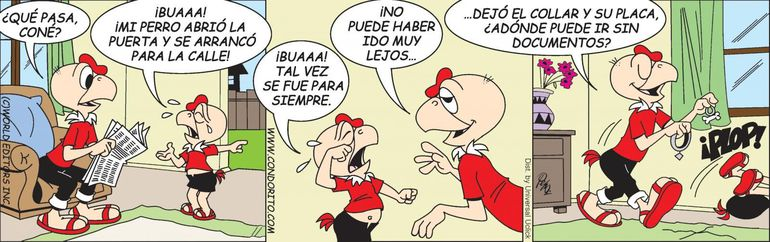 ¿QUÉ PASA,
CONÉ?
¡BUAAA!
¡MI PERRO ABRIÓ LA
PUERTA Y SE ARRANCÓ
PARA LA CALLE!
(C)WORLD EDITORS INC.
¡BUAAA!
TAL VEZ
SE FUE PARA
SIEMPRE.
¡NO
PUEDE HABER
IDO MUY
LEJOS...
WWW.CONDORITO.COM
...DEJÓ EL COLLAR Y SU PLACA,
¿ADÓNDE PUEDE IR SIN
DOCUMENTOS?
¡PLOP!
Dist. by Universal Uclick